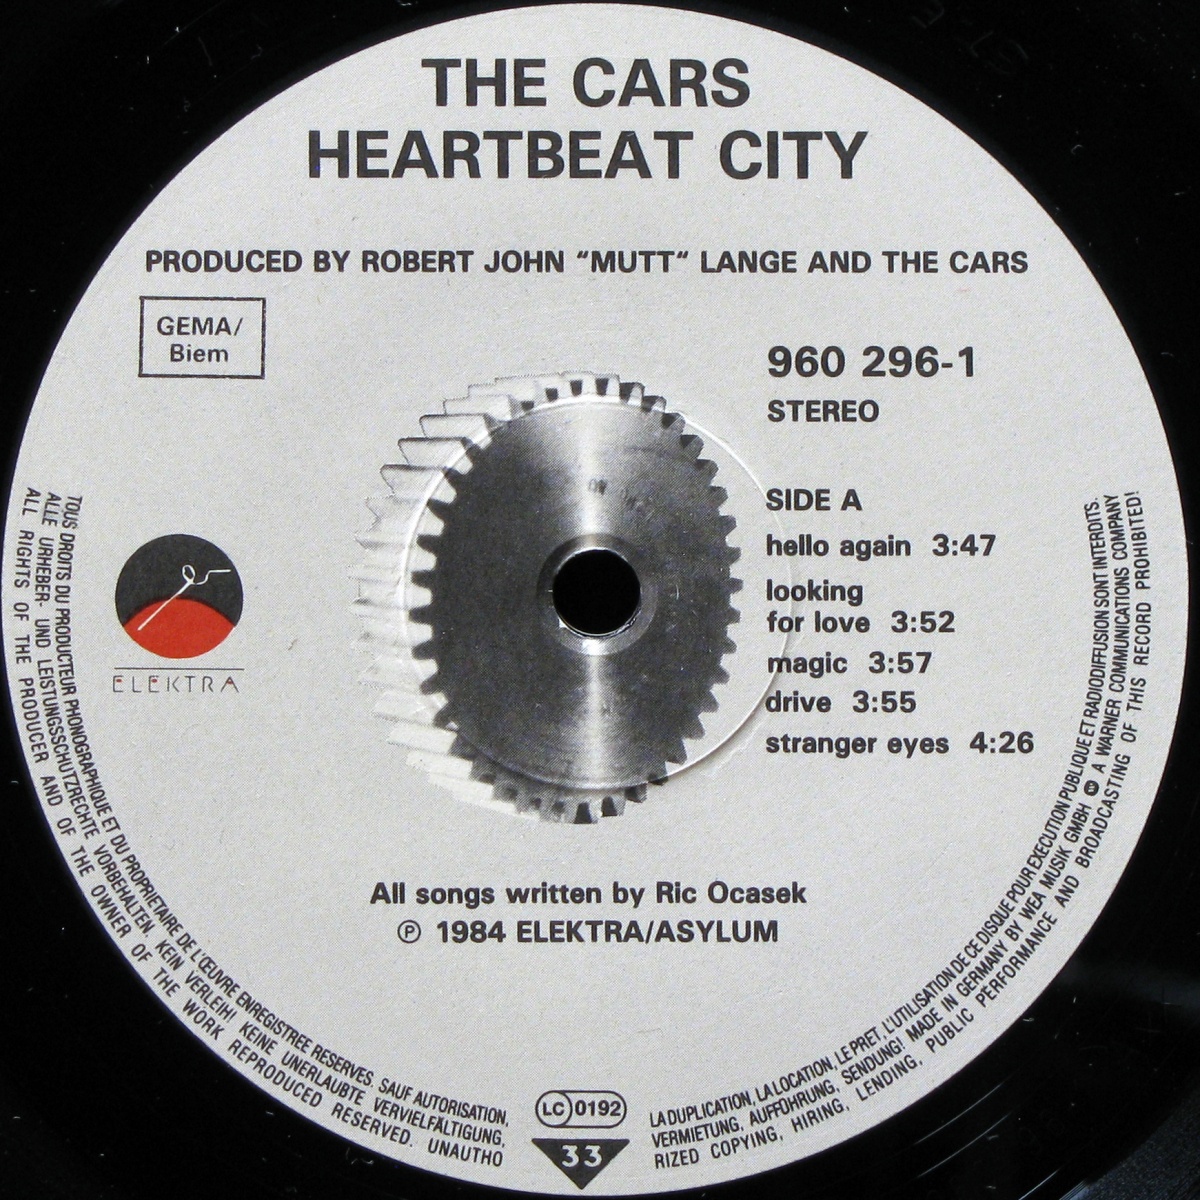 THE CARS
HEARTBEAT CITY
PRODUCED BY ROBERT JOHN "MUTT" LANGE AND THE CARS
GEMA/
Biem
960 296-1
STEREO
SIDE A
hello again 3:47
looking
for love 3:52
magic 3:57
drive 3:55
stranger eyes 4:26
ELEKTRA
All songs written by Ric Ocasek
℗ 1984 ELEKTRA/ASYLUM
TOUS DROITS DU PRODUCTEUR PHONOGRAPHIQUE ET DU PROPRIETAIRE DE L'ŒUVRE ENREGISTREE RESERVES. SAUF AUTORISATION, LA DUPLICATION, LA LOCATION, LE PRET, L'UTILISATION DE CE DISQUE POUR EXECUTION PUBLIQUE ET RADIODIFFUSION SONT INTERDITS.
ALLE URHEBER- UND LEISTUNGSSCHUTZRECHTE VORBEHALTEN. KEIN VERLEIH! KEINE UNERLAUBTE VERVIELFÄLTIGUNG, VERMIETUNG, AUFFÜHRUNG, SENDUNG! MADE IN GERMANY BY WEA MUSIK GMBH A WARNER COMMUNICATIONS COMPANY
ALL RIGHTS OF THE PRODUCER AND OF THE OWNER OF THE WORK REPRODUCED RESERVED. UNAUTHORIZED COPYING, HIRING, LENDING, PUBLIC PERFORMANCE AND BROADCASTING OF THIS RECORD PROHIBITED!
LC 0192
33